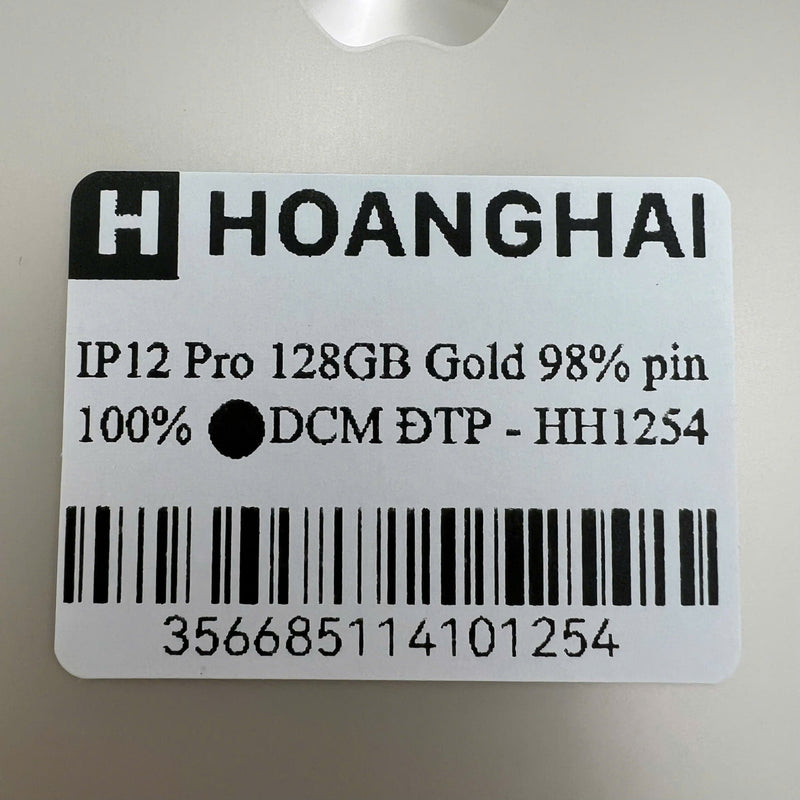 H HOANGHAI
IP12 Pro 128GB Gold 98% pin
100% ⚫DCM ĐTP - HH1254
356685114101254